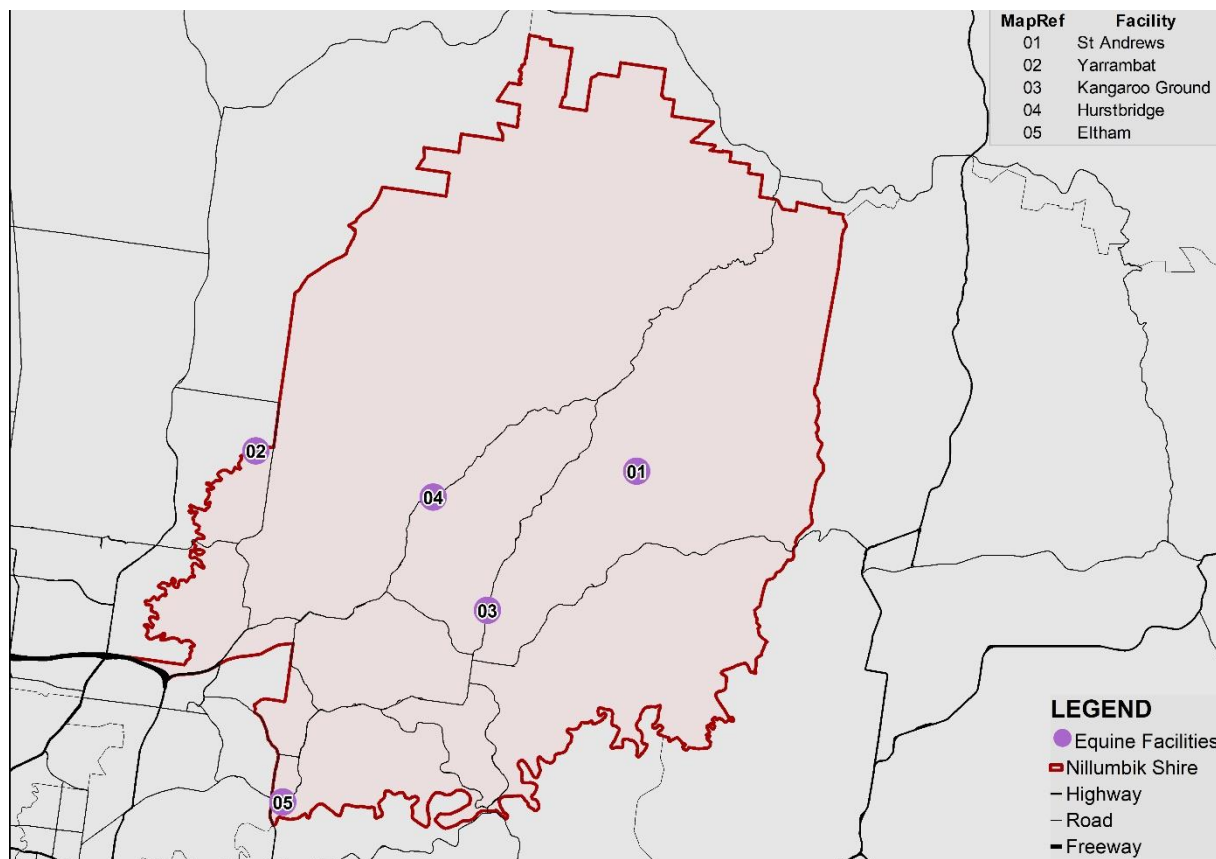 MapRef Facility
01 St Andrews
02 Yarrambat
03 Kangaroo Ground
04 Hurstbridge
05 Eltham
02
01
04
03
05
LEGEND
Equine Facilities
Nillumbik Shire
Highway
Road
Freeway